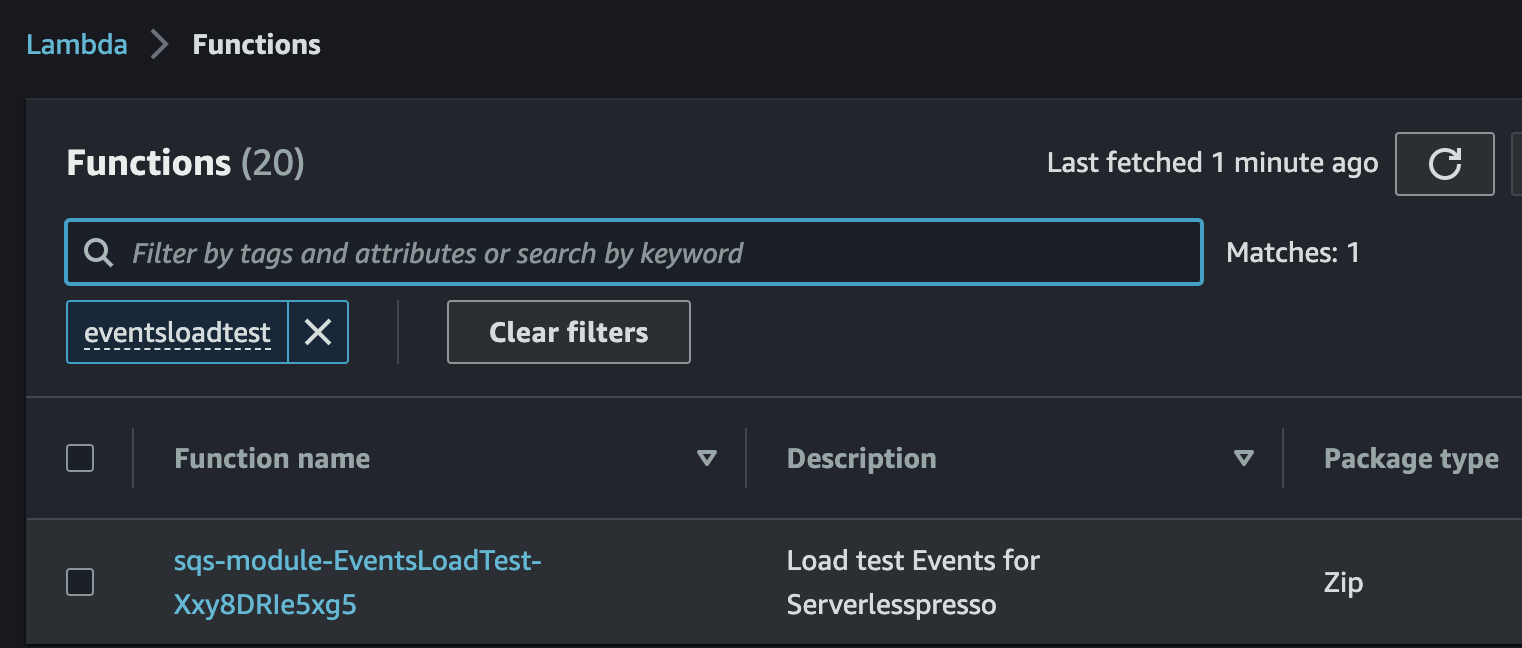 Lambda > Functions
Functions (20)
Last fetched 1 minute ago
Filter by tags and attributes or search by keyword
Matches: 1
eventsloadtest
Clear filters
Function name
Description
Package type
sqs-module-EventsLoadTest-
Xxy8DRIe5xg5
Load test Events for
Serverlesspresso
Zip